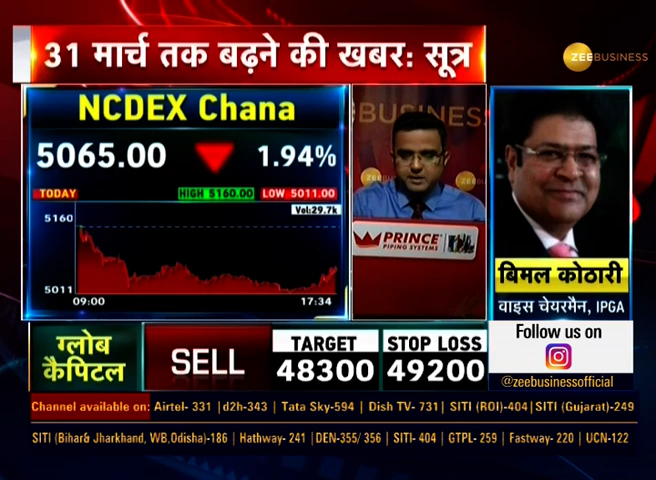 31 मार्च तक बढ़ने की खबर: सूत्र
ZEEBUSINESS
NCDEX Chana
5065.00 1.94%
TODAY HIGH 5160.00 LOW 5011.00
Vol:29.7k
5160
5011
09:00 17:34
BUSINESS
PRINCE
PIPING SYSTEMS
बिमल कोठारी
वाइस चेयरमैन, IPGA
ग्लोब
कैपिटल
SELL
TARGET
48300
STOP LOSS
49200
Follow us on
@zeebusinessofficial
Channel available on: Airtel- 331 |d2h-343 | Tata Sky-594 | Dish TV- 731| SITI (ROI)-404|SITI (Gujarat)-249
SITI (Bihar& Jharkhand, WB,Odisha)-186 | Hathway- 241 |DEN-355/ 356 | SITI- 404 | GTPL- 259 | Fastway- 220 | UCN-122